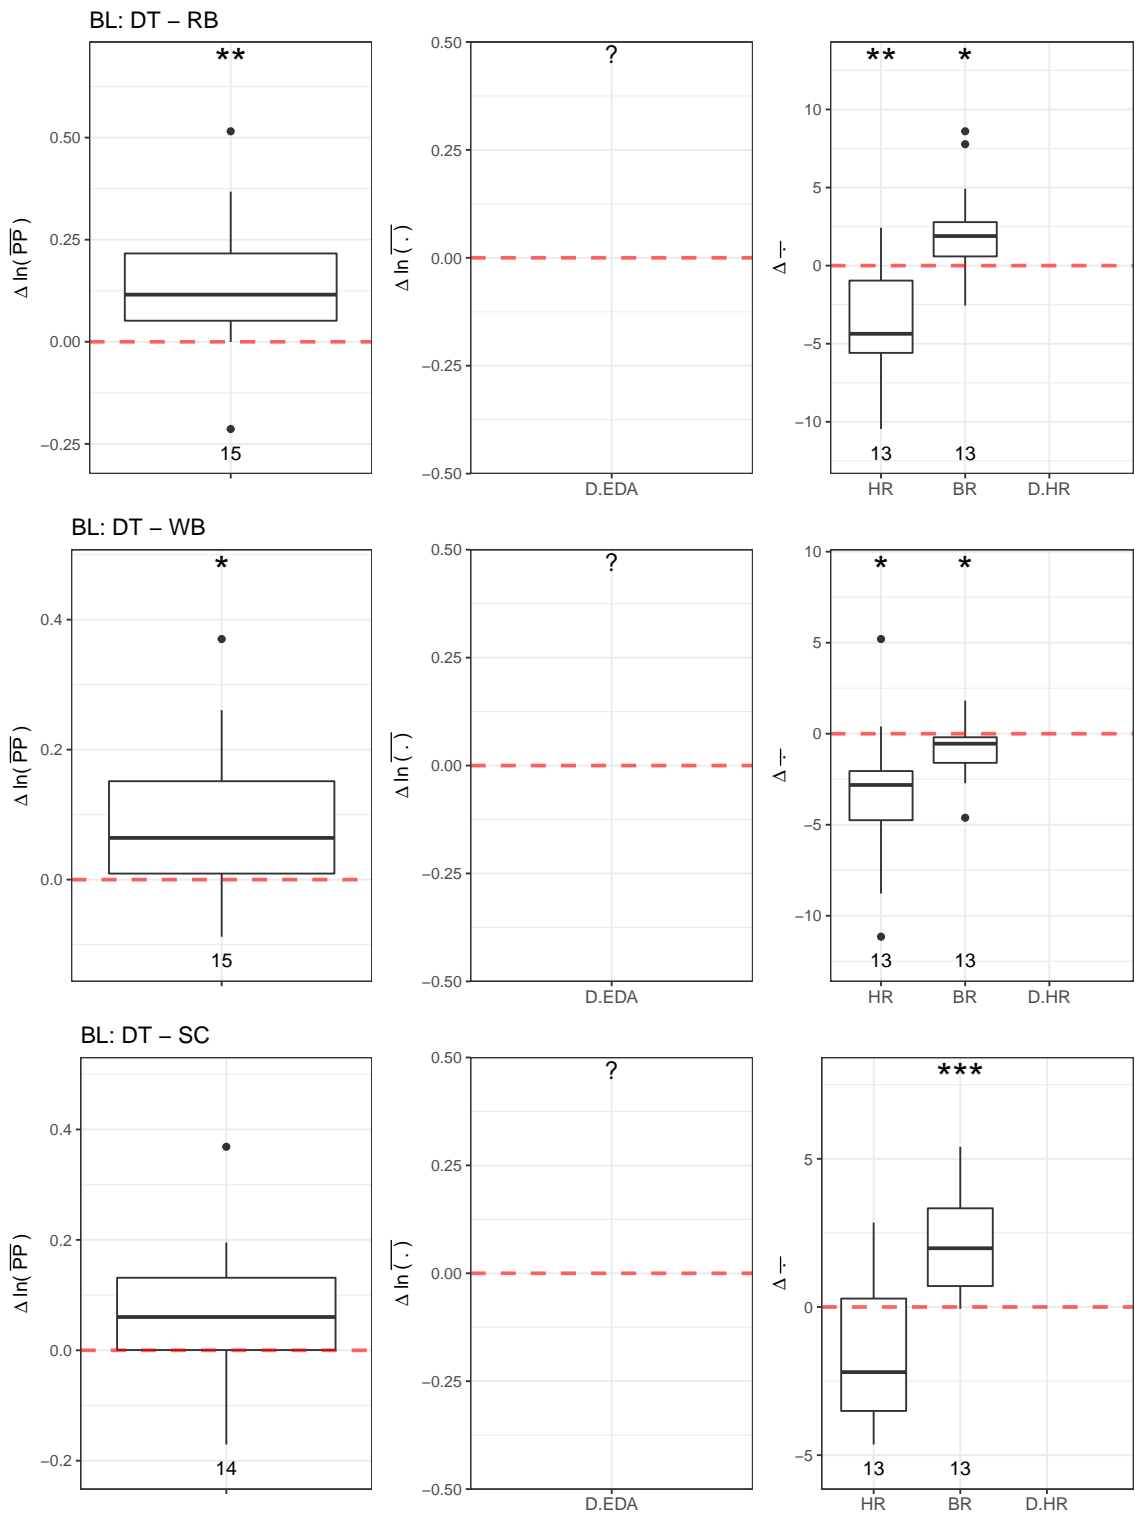 BL: DT – RB
Δ ln( PP )
0.50
0.25
0.00
−0.25
**
15
Δ ln ( . )
0.50
0.25
0.00
−0.25
−0.50
?
D.EDA
Δ .
10
5
0
−5
−10
** *
13 13
HR BR D.HR
BL: DT – WB
Δ ln( PP )
0.4
0.2
0.0
*
15
Δ ln ( . )
0.50
0.25
0.00
−0.25
−0.50
?
D.EDA
Δ .
10
5
0
−5
−10
* *
13 13
HR BR D.HR
BL: DT – SC
Δ ln( PP )
0.4
0.2
0.0
−0.2
14
Δ ln ( . )
0.50
0.25
0.00
−0.25
−0.50
?
D.EDA
Δ .
5
0
−5
***
13 13
HR BR D.HR